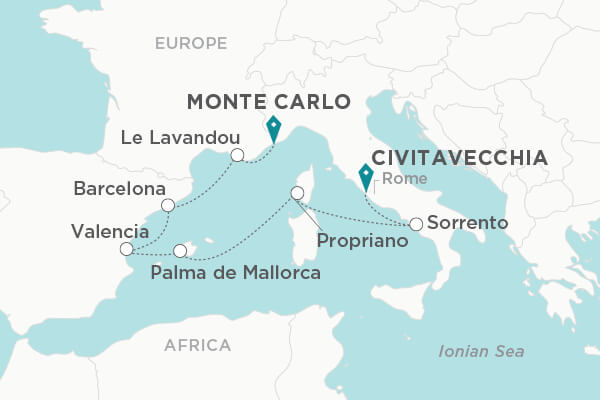 EUROPE
MONTE CARLO
Le Lavandou
CIVITAVECCHIA
Rome
Barcelona
Valencia
Sorrento
Propriano
Palma de Mallorca
AFRICA
Ionian Sea